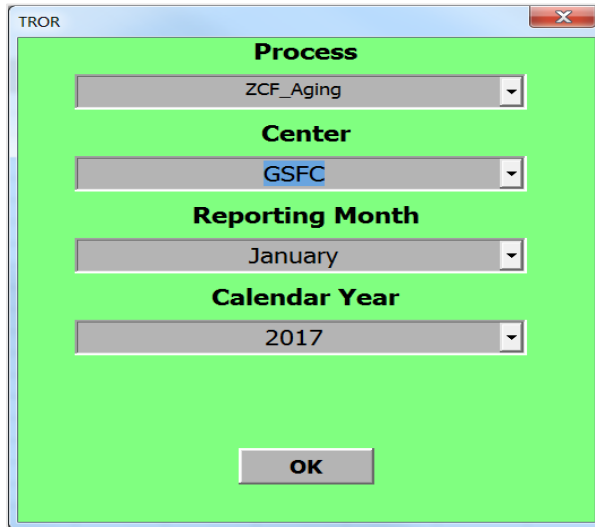 TROR
Process
ZCF_Aging
Center
GSFC
Reporting Month
January
Calendar Year
2017
OK